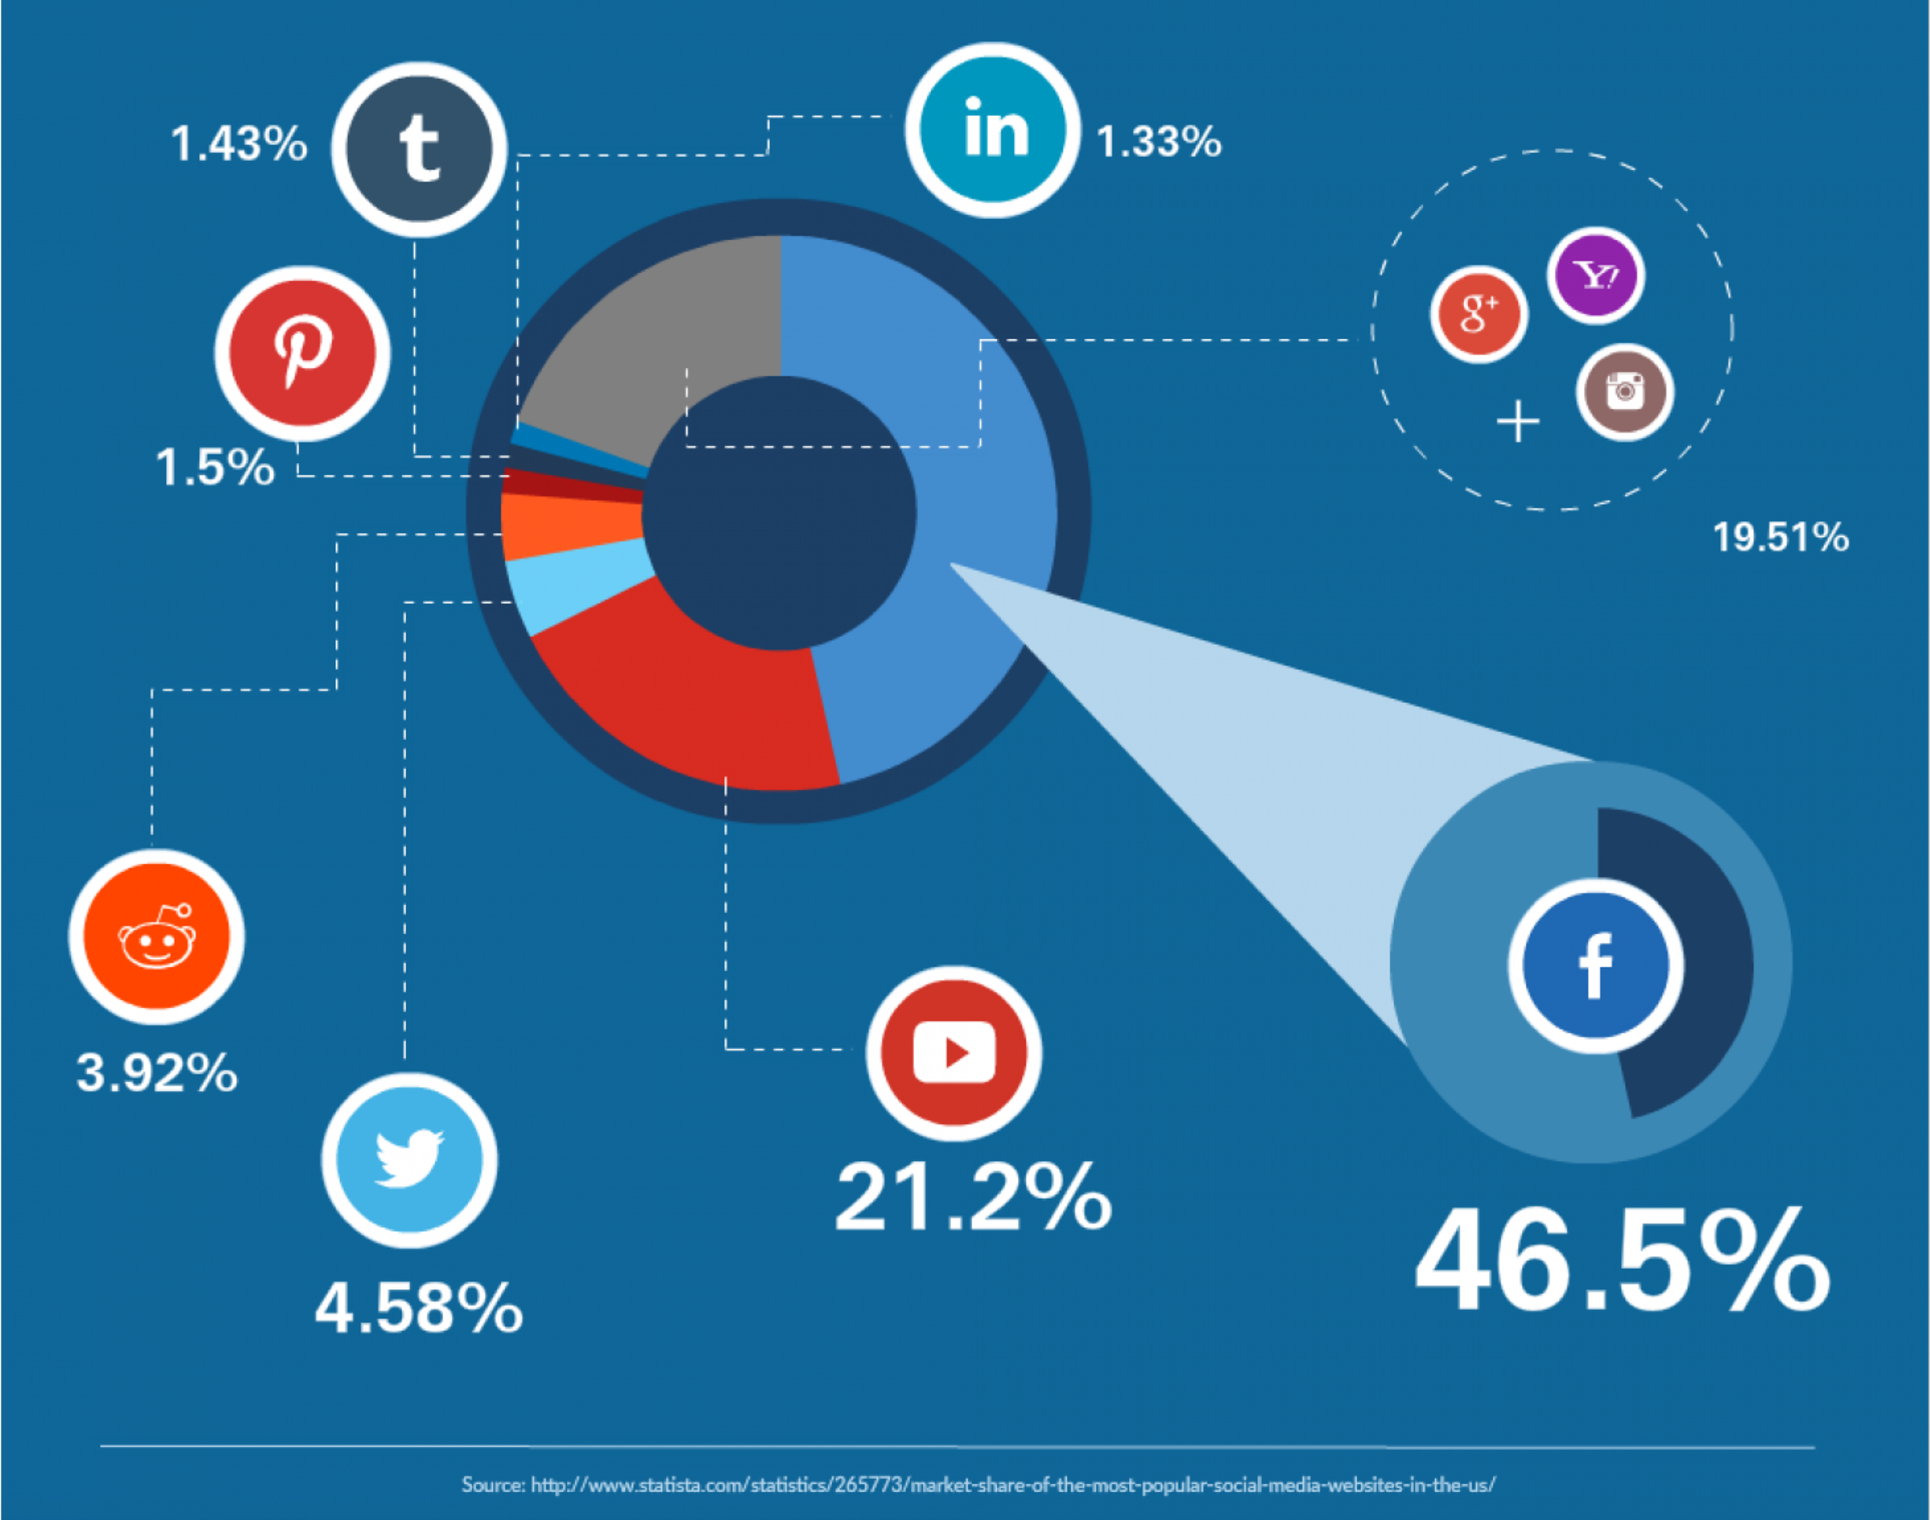 1.43%
t
in
1.33%
Y!
g+
1.5%
19.51%
f
3.92%
21.2%
46.5%
4.58%
Source: http://www.statista.com/statistics/265773/market-share-of-the-most-popular-social-media-websites-in-the-us/